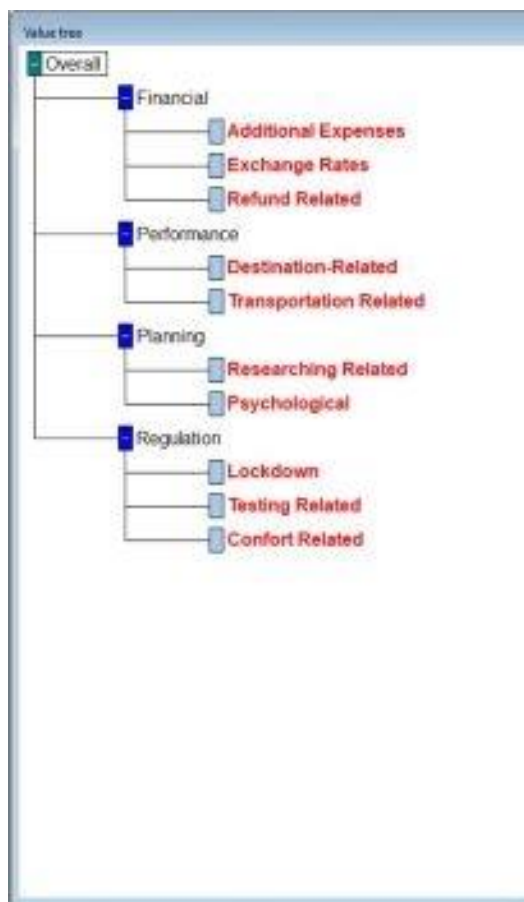 Value tree
Overall
Financial
Additional Expenses
Exchange Rates
Refund Related
Performance
Destination-Related
Transportation Related
Planning
Researching Related
Psychological
Regulation
Lockdown
Testing Related
Confort Related